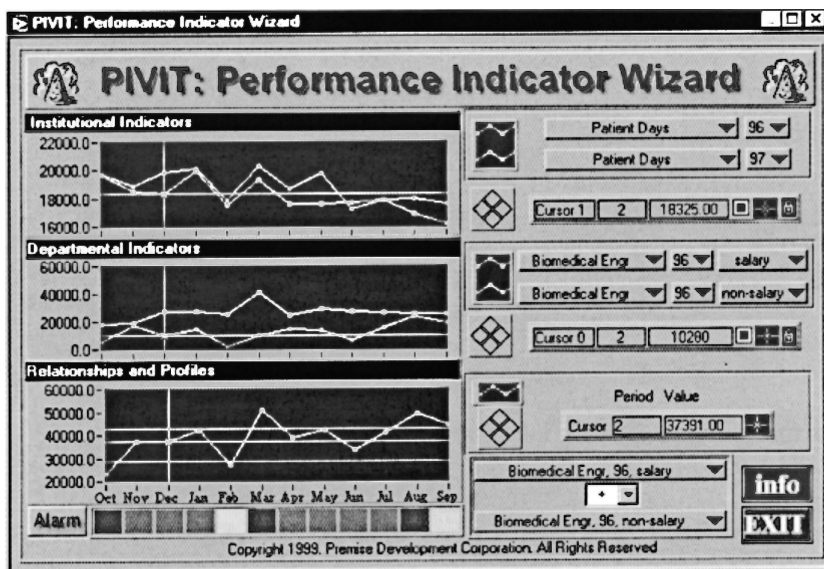 PIVIT: Performance Indicator Wizard
PIVIT: Performance Indicator Wizard
Institutional Indicators
22000.0
20000.0
18000.0
16000.0
Patient Days 96
Patient Days 97
Cursor 1 2 18325.00
Departmental Indicators
60000.0
40000.0
20000.0
0.0
Biomedical Engr 96 salary
Biomedical Engr 96 non-salary
Cursor 0 2 10280
Relationships and Profiles
60000.0
50000.0
40000.0
30000.0
20000.0
Oct Nov Dec Jan Feb Mar Apr May Jun Jul Aug Sep
Period Value
Cursor 2 37391.00
Biomedical Engr, 96, salary
+
Biomedical Engr, 96, non-salary
info
EXIT
Alarm
Copyright 1999, Premise Development Corporation. All Rights Reserved